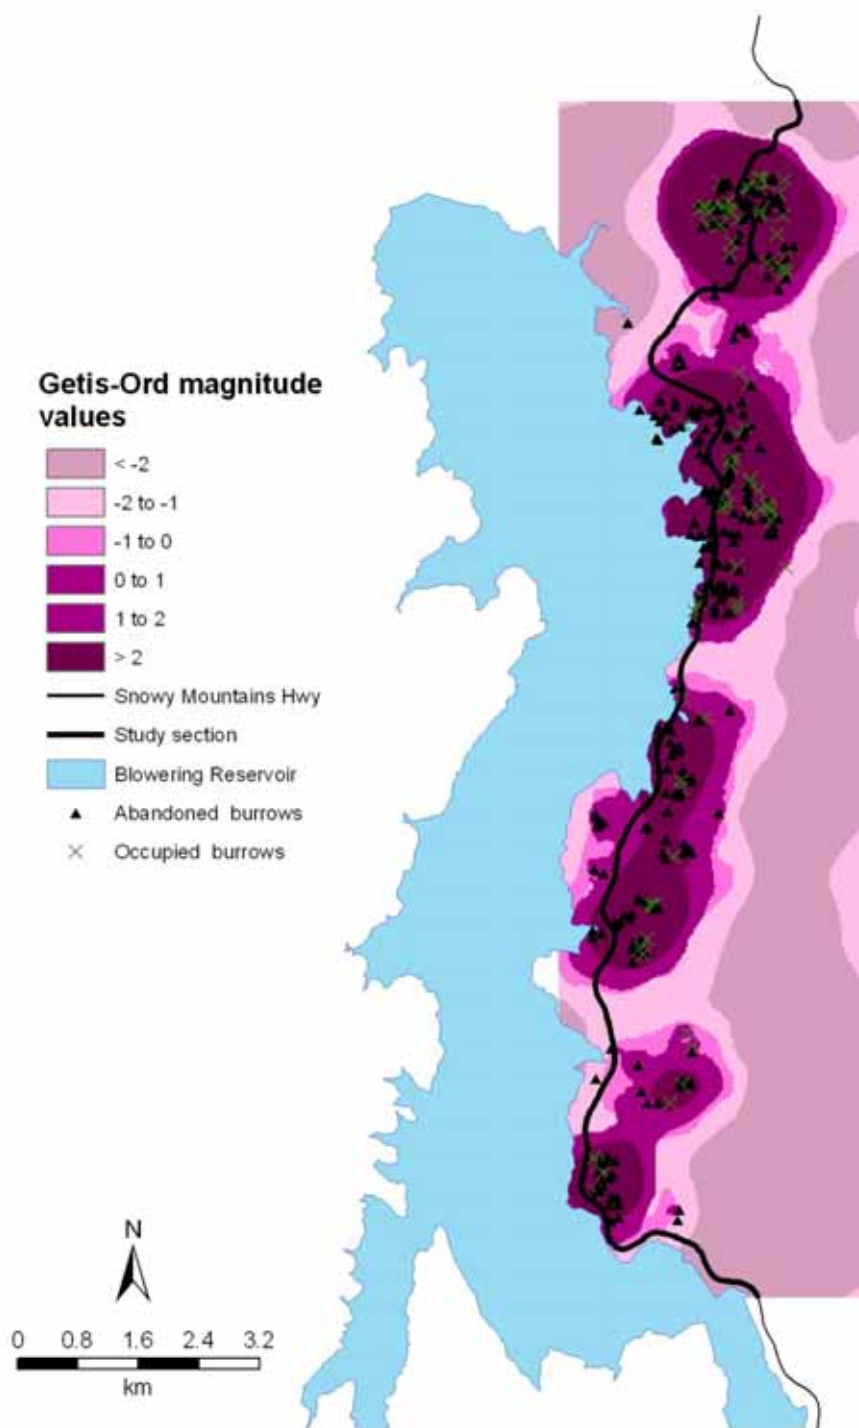 Getis-Ord magnitude
values
< -2
-2 to -1
-1 to 0
0 to 1
1 to 2
> 2
Snowy Mountains Hwy
Study section
Blowering Reservoir
Abandoned burrows
Occupied burrows
N
0 0.8 1.6 2.4 3.2
km